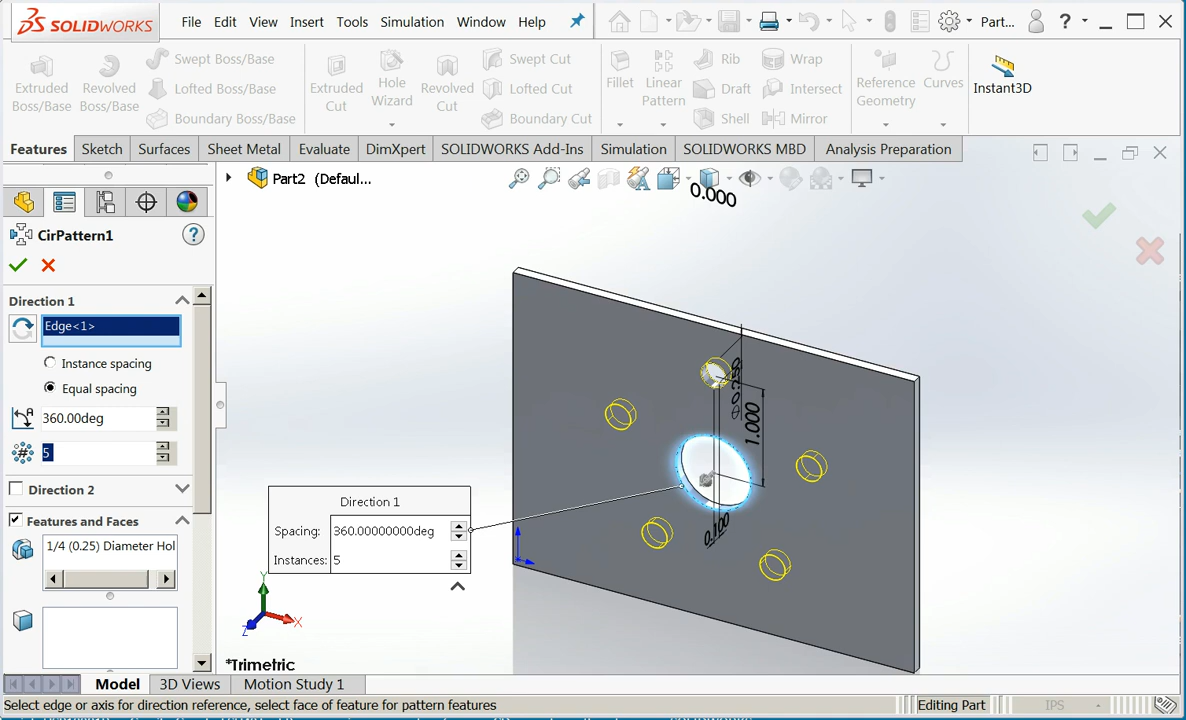 SOLIDWORKS File Edit View Insert Tools Simulation Window Help Part... ?
Extruded Boss/Base
Revolved Boss/Base
Swept Boss/Base
Lofted Boss/Base
Boundary Boss/Base
Extruded Cut
Hole Wizard
Revolved Cut
Swept Cut
Lofted Cut
Boundary Cut
Fillet
Linear Pattern
Rib
Draft
Shell
Wrap
Intersect
Mirror
Reference Geometry
Curves
Instant3D
Features Sketch Surfaces Sheet Metal Evaluate DimXpert SOLIDWORKS Add-Ins Simulation SOLIDWORKS MBD Analysis Preparation
Part2 (Defaul...
CirPattern1 ?
Direction 1
Edge<1>
Instance spacing
Equal spacing
360.00deg
# 5
Direction 2
Features and Faces
1/4 (0.25) Diameter Hol
0.000
⌀0.250
1.000
0.100
Direction 1
Spacing: 360.00000000deg
Instances: 5
Y
X
Z
*Trimetric
Model 3D Views Motion Study 1
Select edge or axis for direction reference, select face of feature for pattern features Editing Part IPS